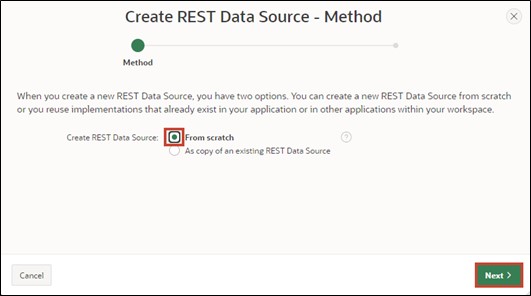 Create REST Data Source - Method
Method
When you create a new REST Data Source, you have two options. You can create a new REST Data Source from scratch
or you reuse implementations that already exist in your application or in other applications within your workspace.
Create REST Data Source: From scratch
As copy of an existing REST Data Source
Cancel
Next